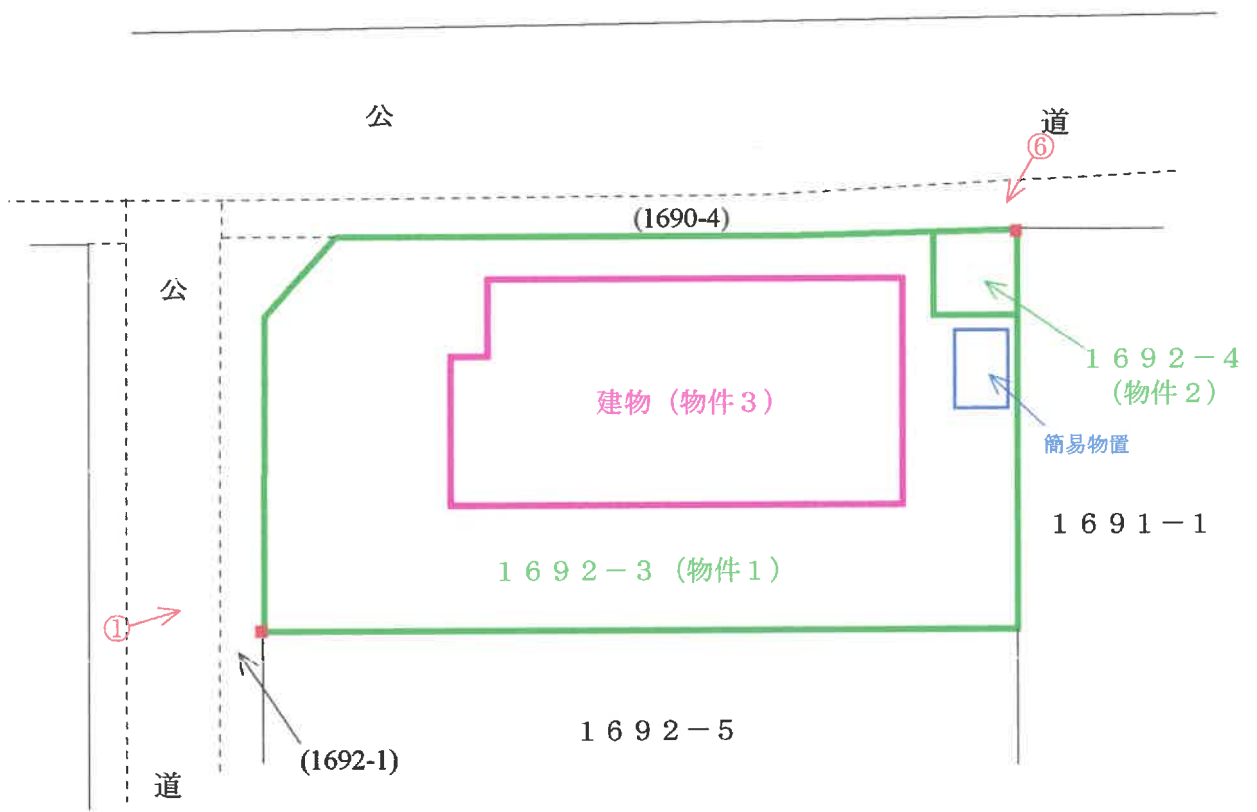 公
道
⑥
(1690-4)
公
1692-4
(物件2)
建物 (物件3)
簡易物置
1691-1
1692-3 (物件1)
①
1692-5
(1692-1)
道